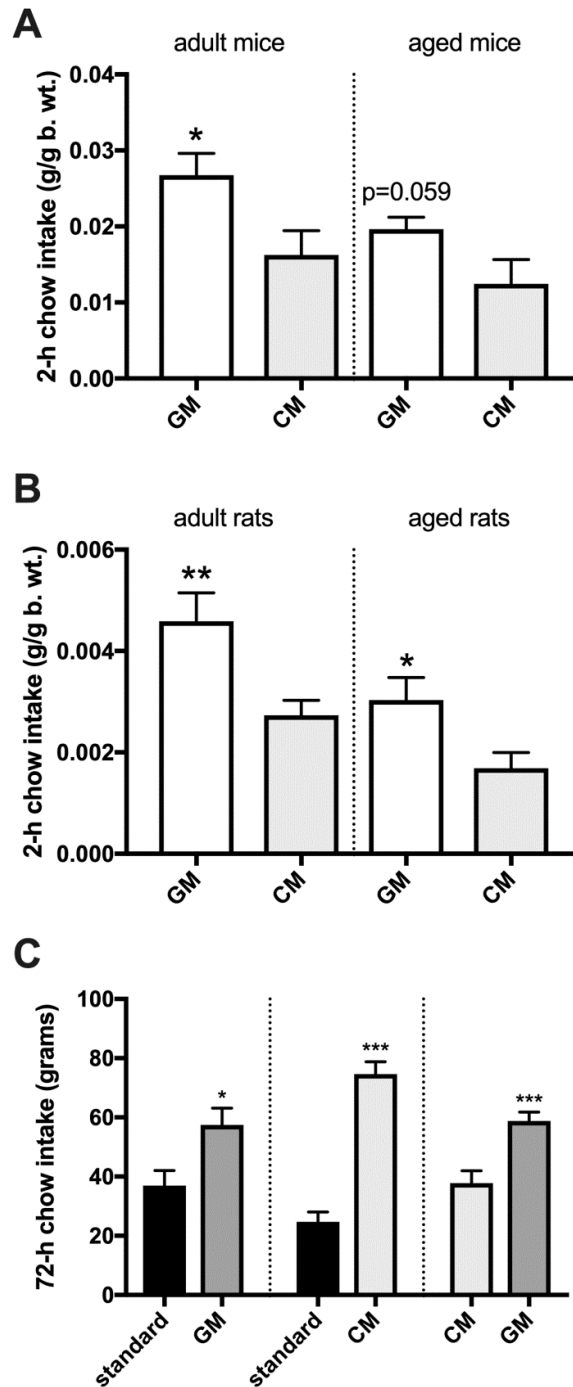 A
adult mice aged mice
2-h chow intake (g/g b. wt.)
0.04
0.03
0.02
0.01
0.00
*
p=0.059
GM CM GM CM
B
adult rats aged rats
2-h chow intake (g/g b. wt.)
0.006
0.004
0.002
0.000
**
*
GM CM GM CM
C
72-h chow intake (grams)
100
80
60
40
20
0
*
***
***
standard GM standard CM CM GM